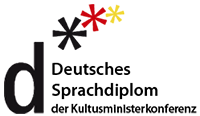 d Deutsches
Sprachdiplom
der Kultusministerkonferenz